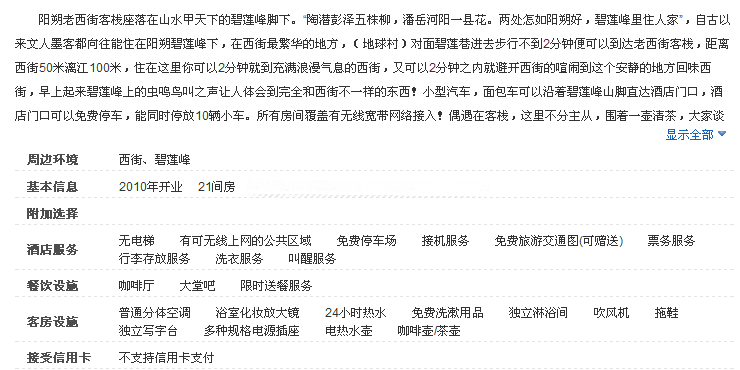 阳朔老西街客栈座落在山水甲天下的碧莲峰脚下。“陶潜彭泽五株柳，潘岳河阳一县花。两处怎如阳朔好，碧莲峰里住人家”，自古以
来文人墨客都向往能住在阳朔碧莲峰下，在西街最繁华的地方，（地球村）对面碧莲巷进去步行不到2分钟便可以到达老西街客栈，距离
西街50米漓江100米，住在这里你可以2分钟就到充满浪漫气息的西街，又可以2分钟之内就避开西街的喧闹到这个安静的地方回味西
街，早上起来碧莲峰上的虫鸣鸟叫之声让人体会到完全和西街不一样的东西！小型汽车，面包车可以沿着碧莲峰山脚直达酒店门口，酒
店门口可以免费停车，能同时停放10辆小车。所有房间覆盖有无线宽带网络接入！偶遇在客栈，这里不分主从，围着一壶清茶，大家谈
显示全部
周边环境 西街、碧莲峰
基本信息 2010年开业 21间房
附加选择
酒店服务 无电梯 有可无线上网的公共区域 免费停车场 接机服务 免费旅游交通图(可赠送) 票务服务
行李存放服务 洗衣服务 叫醒服务
餐饮设施 咖啡厅 大堂吧 限时送餐服务
客房设施 普通分体空调 浴室化妆放大镜 24小时热水 免费洗漱用品 独立淋浴间 吹风机 拖鞋
独立写字台 多种规格电源插座 电热水壶 咖啡壶/茶壶
接受信用卡 不支持信用卡支付